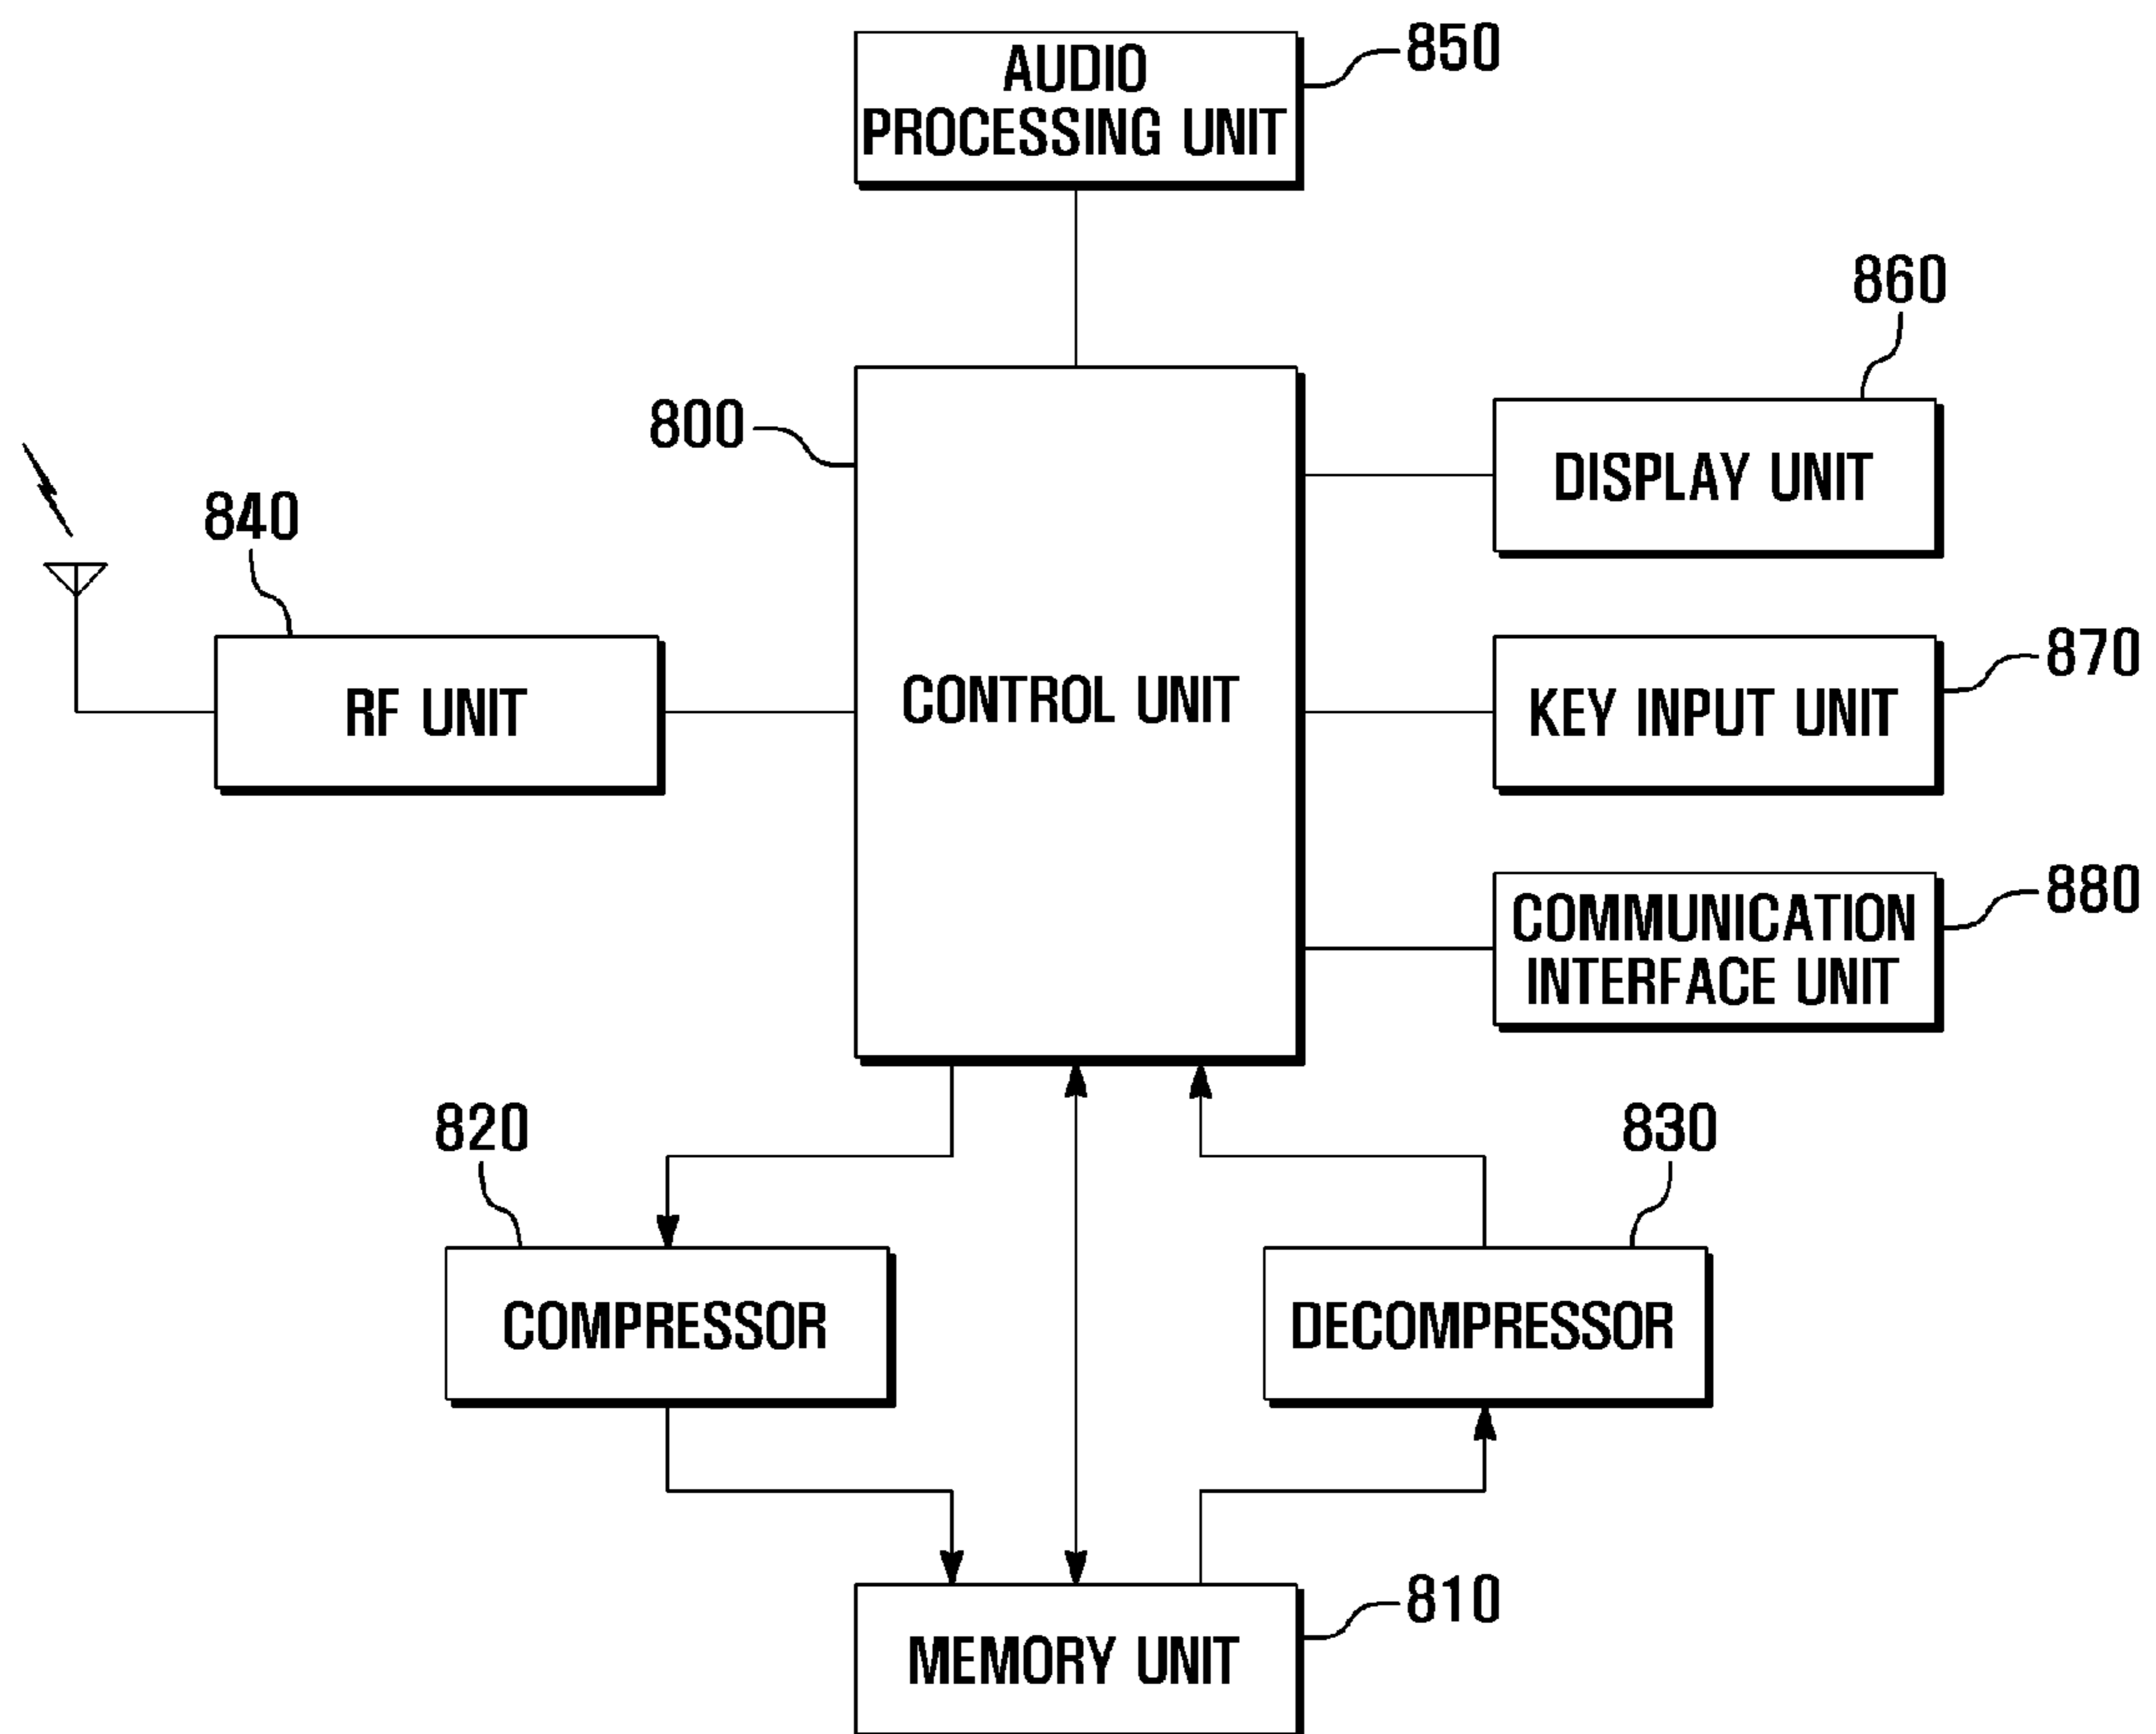 AUDIO
PROCESSING UNIT
850
860
800
DISPLAY UNIT
840
870
RF UNIT
CONTROL UNIT
KEY INPUT UNIT
880
COMMUNICATION
INTERFACE UNIT
820
830
COMPRESSOR
DECOMPRESSOR
810
MEMORY UNIT